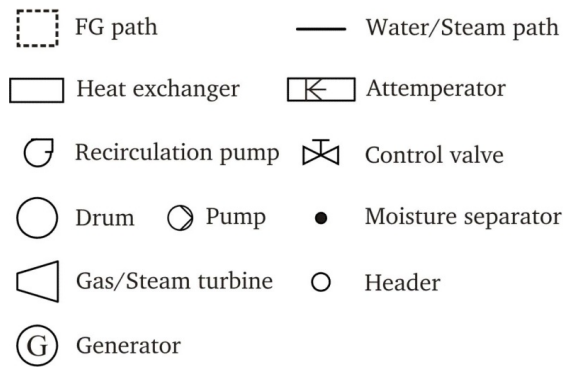 FG path Water/Steam path
Heat exchanger Attemperator
Recirculation pump Control valve
Drum Pump Moisture separator
Gas/Steam turbine Header
G Generator